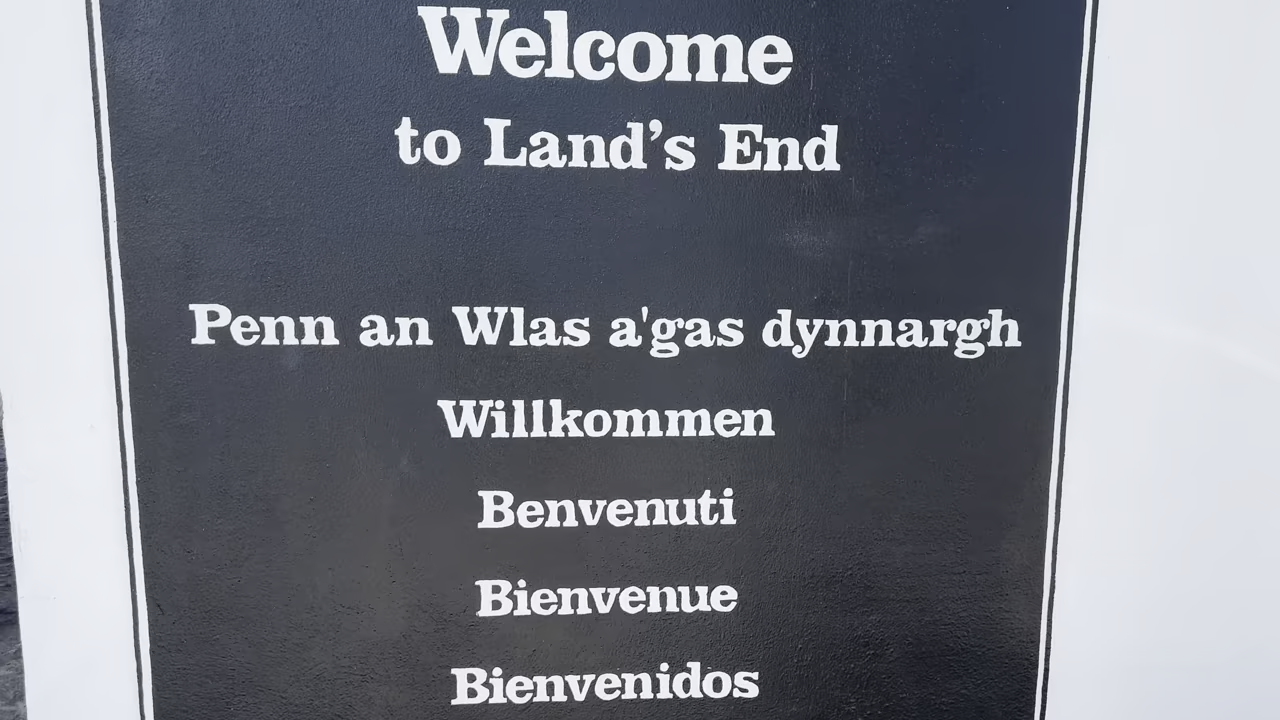 Welcome
to Land’s End
Penn an Wlas a'gas dynnargh
Willkommen
Benvenuti
Bienvenue
Bienvenidos